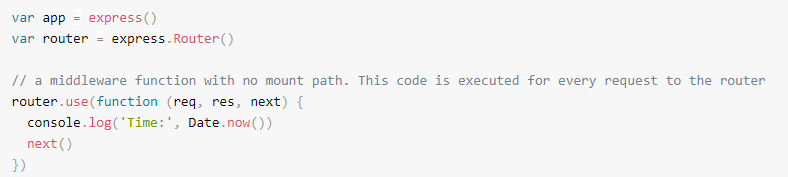 var app = express()
var router = express.Router()
// a middleware function with no mount path. This code is executed for every request to the router
router.use(function (req, res, next) {
  console.log('Time:', Date.now())
  next()
})